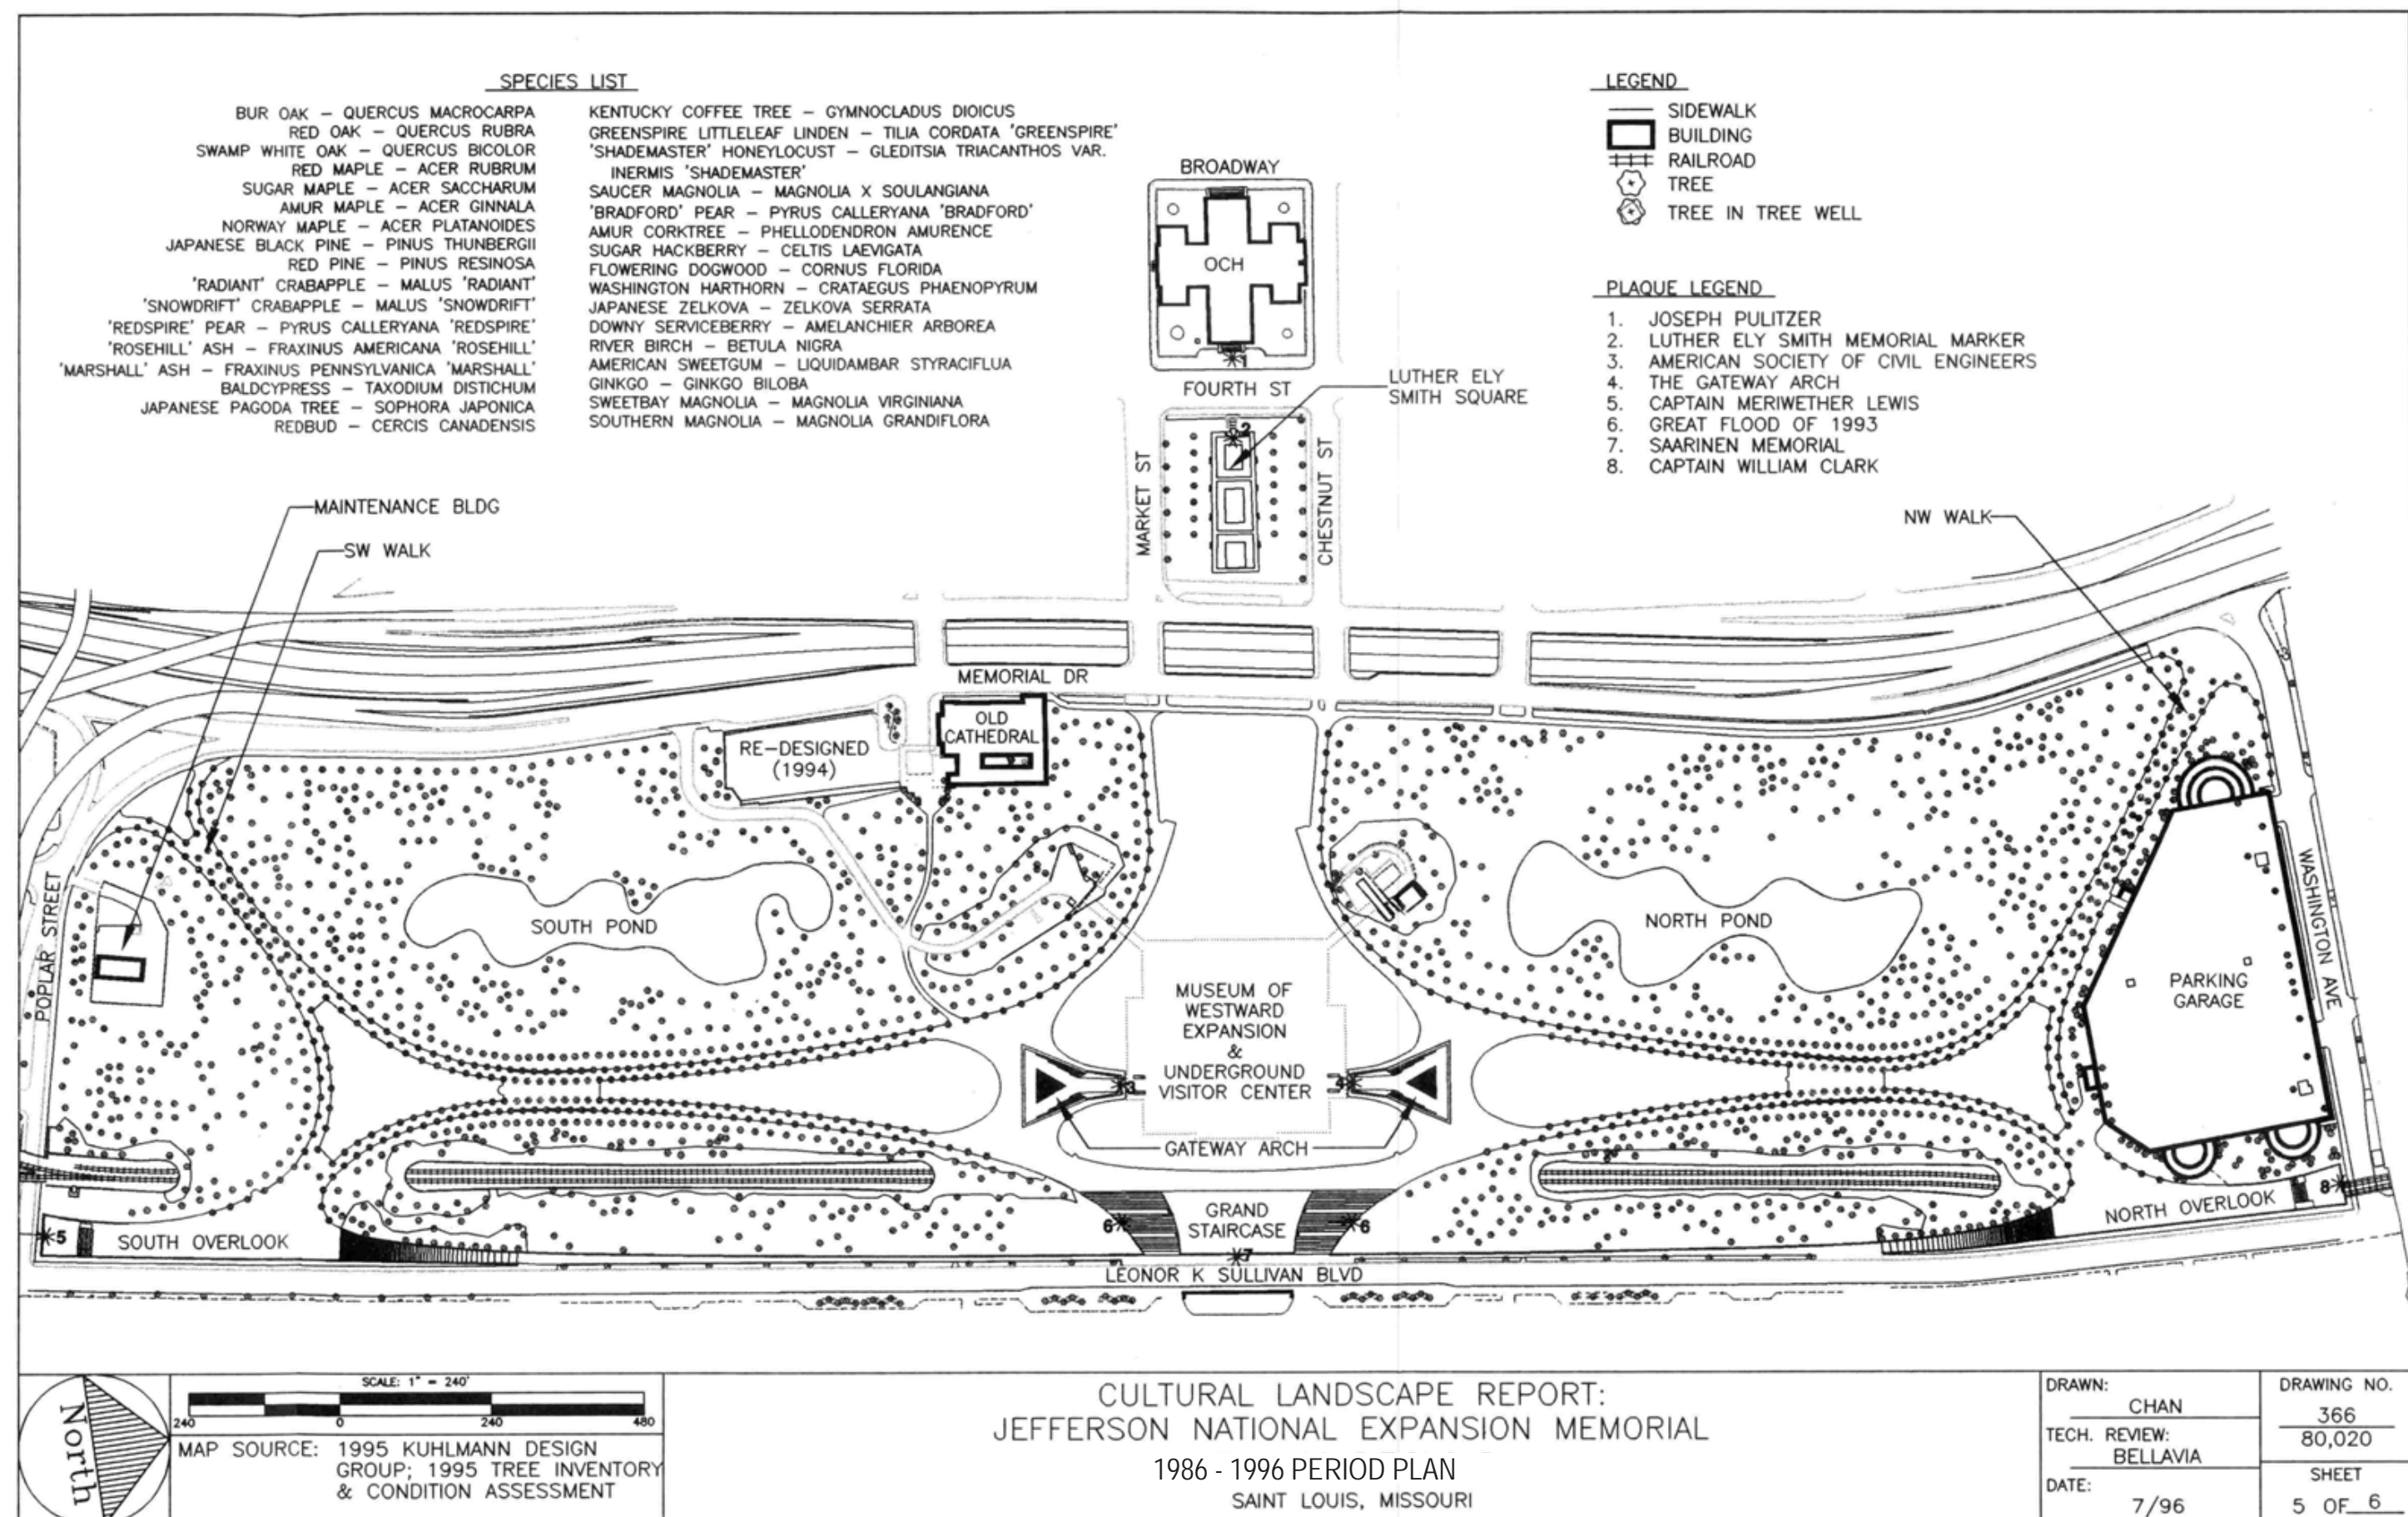 SPECIES LIST
BUR OAK – QUERCUS MACROCARPA
RED OAK – QUERCUS RUBRA
SWAMP WHITE OAK – QUERCUS BICOLOR
RED MAPLE – ACER RUBRUM
SUGAR MAPLE – ACER SACCHARUM
AMUR MAPLE – ACER GINNALA
NORWAY MAPLE – ACER PLATANOIDES
JAPANESE BLACK PINE – PINUS THUNBERGII
RED PINE – PINUS RESINOSA
'RADIANT' CRABAPPLE – MALUS 'RADIANT'
'SNOWDRIFT' CRABAPPLE – MALUS 'SNOWDRIFT'
'REDSPIRE' PEAR – PYRUS CALLERYANA 'REDSPIRE'
'ROSEHILL' ASH – FRAXINUS AMERICANA 'ROSEHILL'
'MARSHALL' ASH – FRAXINUS PENNSYLVANICA 'MARSHALL'
BALDCYPRESS – TAXODIUM DISTICHUM
JAPANESE PAGODA TREE – SOPHORA JAPONICA
REDBUD – CERCIS CANADENSIS
KENTUCKY COFFEE TREE – GYMNOCLADUS DIOICUS
GREENSPIRE LITTLELEAF LINDEN – TILIA CORDATA 'GREENSPIRE'
'SHADEMASTER' HONEYLOCUST – GLEDITSIA TRIACANTHOS VAR.
INERMIS 'SHADEMASTER'
SAUCER MAGNOLIA – MAGNOLIA X SOULANGIANA
'BRADFORD' PEAR – PYRUS CALLERYANA 'BRADFORD'
AMUR CORKTREE – PHELLODENDRON AMURENCE
SUGAR HACKBERRY – CELTIS LAEVIGATA
FLOWERING DOGWOOD – CORNUS FLORIDA
WASHINGTON HARTHORN – CRATAEGUS PHAENOPYRUM
JAPANESE ZELKOVA – ZELKOVA SERRATA
DOWNY SERVICEBERRY – AMELANCHIER ARBOREA
RIVER BIRCH – BETULA NIGRA
AMERICAN SWEETGUM – LIQUIDAMBAR STYRACIFLUA
GINKGO – GINKGO BILOBA
SWEETBAY MAGNOLIA – MAGNOLIA VIRGINIANA
SOUTHERN MAGNOLIA – MAGNOLIA GRANDIFLORA
LEGEND
SIDEWALK
BUILDING
RAILROAD
TREE
TREE IN TREE WELL
PLAQUE LEGEND
1. JOSEPH PULITZER
2. LUTHER ELY SMITH MEMORIAL MARKER
3. AMERICAN SOCIETY OF CIVIL ENGINEERS
4. THE GATEWAY ARCH
5. CAPTAIN MERIWETHER LEWIS
6. GREAT FLOOD OF 1993
7. SAARINEN MEMORIAL
8. CAPTAIN WILLIAM CLARK
BROADWAY
OCH
1
FOURTH ST
LUTHER ELY
SMITH SQUARE
2
MARKET ST
CHESTNUT ST
MAINTENANCE BLDG
SW WALK
NW WALK
MEMORIAL DR
OLD
CATHEDRAL
RE-DESIGNED
(1994)
POPLAR STREET
SOUTH POND
NORTH POND
WASHINGTON AVE
PARKING
GARAGE
MUSEUM OF
WESTWARD
EXPANSION
&
UNDERGROUND
VISITOR CENTER
3
4
GATEWAY ARCH
GRAND
STAIRCASE
6
6
7
5
SOUTH OVERLOOK
NORTH OVERLOOK
8
LEONOR K SULLIVAN BLVD
North
SCALE: 1" = 240'
240 0 240 480
MAP SOURCE: 1995 KUHLMANN DESIGN
GROUP; 1995 TREE INVENTORY
& CONDITION ASSESSMENT
CULTURAL LANDSCAPE REPORT:
JEFFERSON NATIONAL EXPANSION MEMORIAL
1986 - 1996 PERIOD PLAN
SAINT LOUIS, MISSOURI
DRAWN:
CHAN
TECH. REVIEW:
BELLAVIA
DATE:
7/96
DRAWING NO.
366
80,020
SHEET
5 OF 6